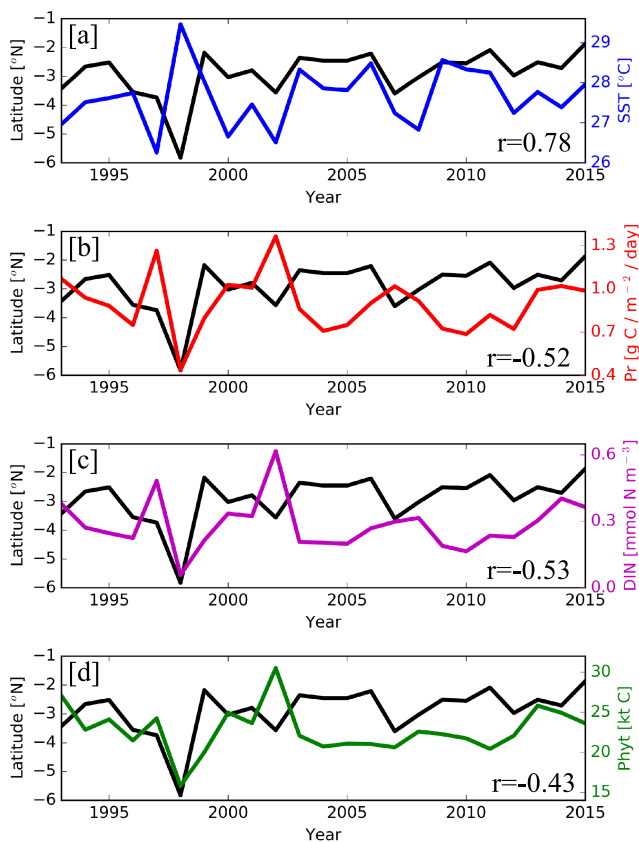 [a]
Latitude [°N]
−1
−2
−3
−4
−5
−6
29
28
27
26
SST [°C]
r=0.78
1995 2000 2005 2010 2015
Year
[b]
Latitude [°N]
−1
−2
−3
−4
−5
−6
1.3
1.0
0.7
0.4
Pr [g C / m⁻² / day]
r=-0.52
1995 2000 2005 2010 2015
Year
[c]
Latitude [°N]
−1
−2
−3
−4
−5
−6
0.6
0.3
0.0
DIN [mmol N m⁻³]
r=-0.53
1995 2000 2005 2010 2015
Year
[d]
Latitude [°N]
−1
−2
−3
−4
−5
−6
30
25
20
15
Phyt [kt C]
r=-0.43
1995 2000 2005 2010 2015
Year